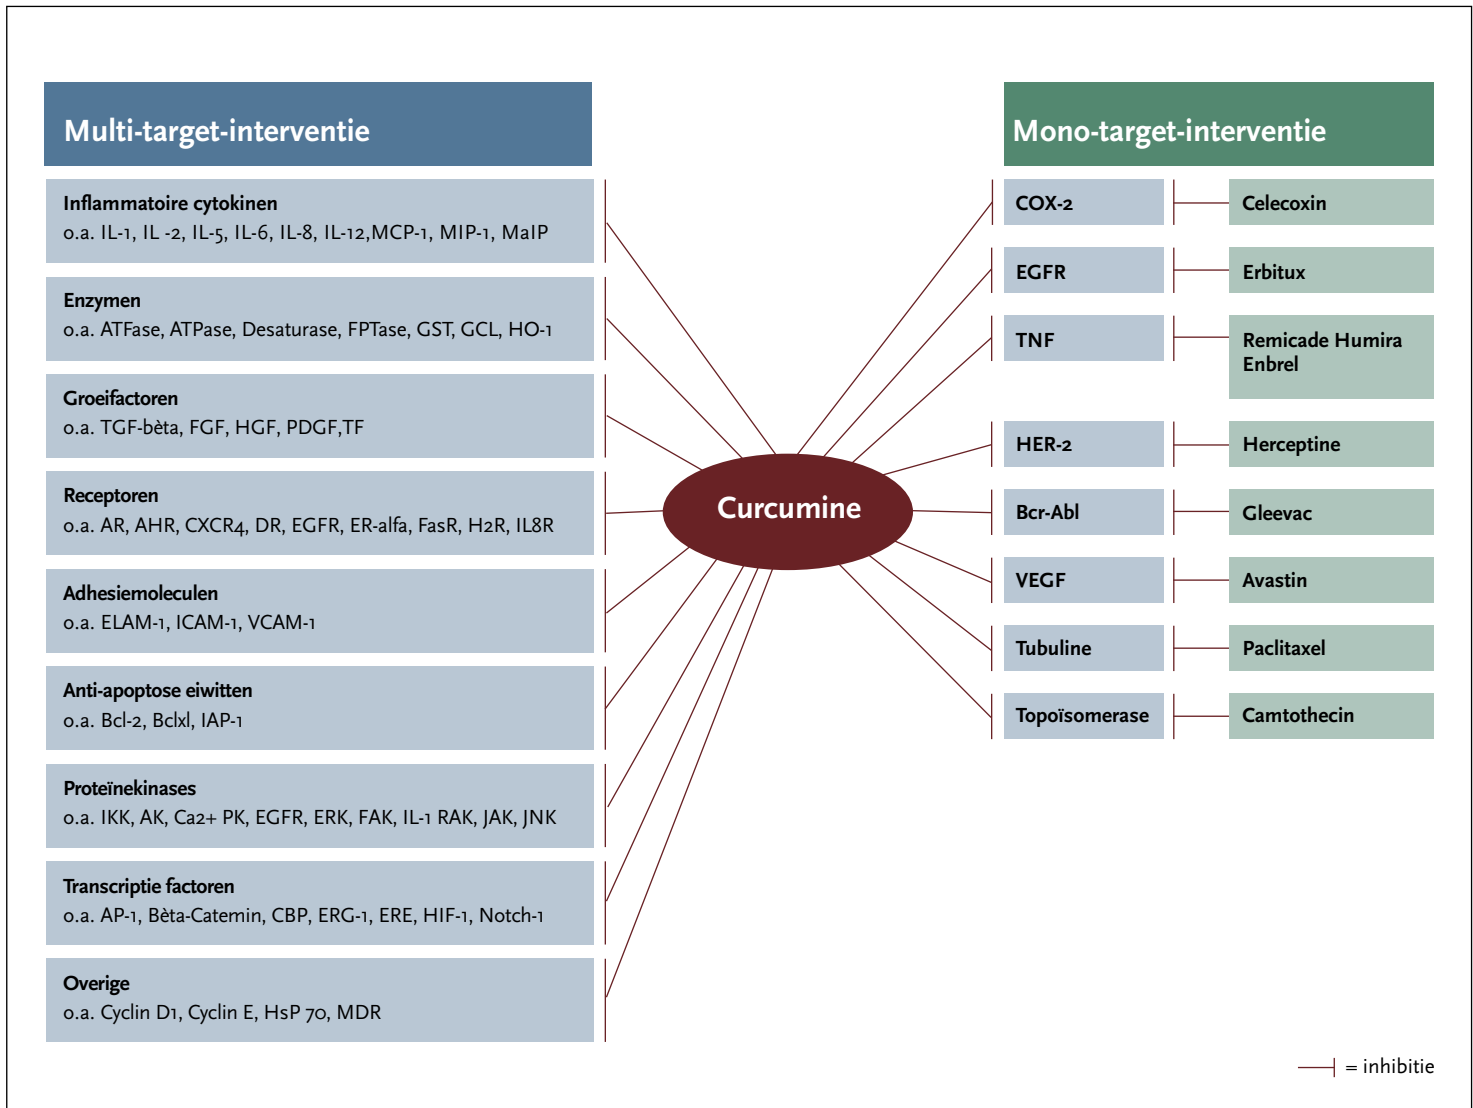 Multi-target-interventie
Inflammatoire cytokinen
o.a. IL-1, IL -2, IL-5, IL-6, IL-8, IL-12,MCP-1, MIP-1, MaIP
Enzymen
o.a. ATFase, ATPase, Desaturase, FPTase, GST, GCL, HO-1
Groeifactoren
o.a. TGF-bèta, FGF, HGF, PDGF,TF
Receptoren
o.a. AR, AHR, CXCR4, DR, EGFR, ER-alfa, FasR, H2R, IL8R
Adhesiemoleculen
o.a. ELAM-1, ICAM-1, VCAM-1
Anti-apoptose eiwitten
o.a. Bcl-2, Bclxl, IAP-1
Proteïnekinases
o.a. IKK, AK, Ca2+ PK, EGFR, ERK, FAK, IL-1 RAK, JAK, JNK
Transcriptie factoren
o.a. AP-1, Bèta-Catemin, CBP, ERG-1, ERE, HIF-1, Notch-1
Overige
o.a. Cyclin D1, Cyclin E, HsP 70, MDR
Curcumine
Mono-target-interventie
COX-2
Celecoxin
EGFR
Erbitux
TNF
Remicade Humira
Enbrel
HER-2
Herceptine
Bcr-Abl
Gleevac
VEGF
Avastin
Tubuline
Paclitaxel
Topoïsomerase
Camtothecin
= inhibitie